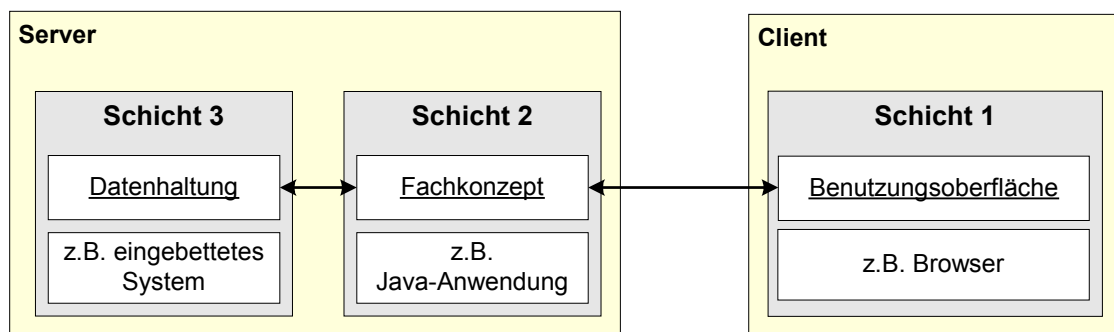 Server
Schicht 3
Datenhaltung
z.B. eingebettetes
System
Schicht 2
Fachkonzept
z.B.
Java-Anwendung
Client
Schicht 1
Benutzungsoberfläche
z.B. Browser